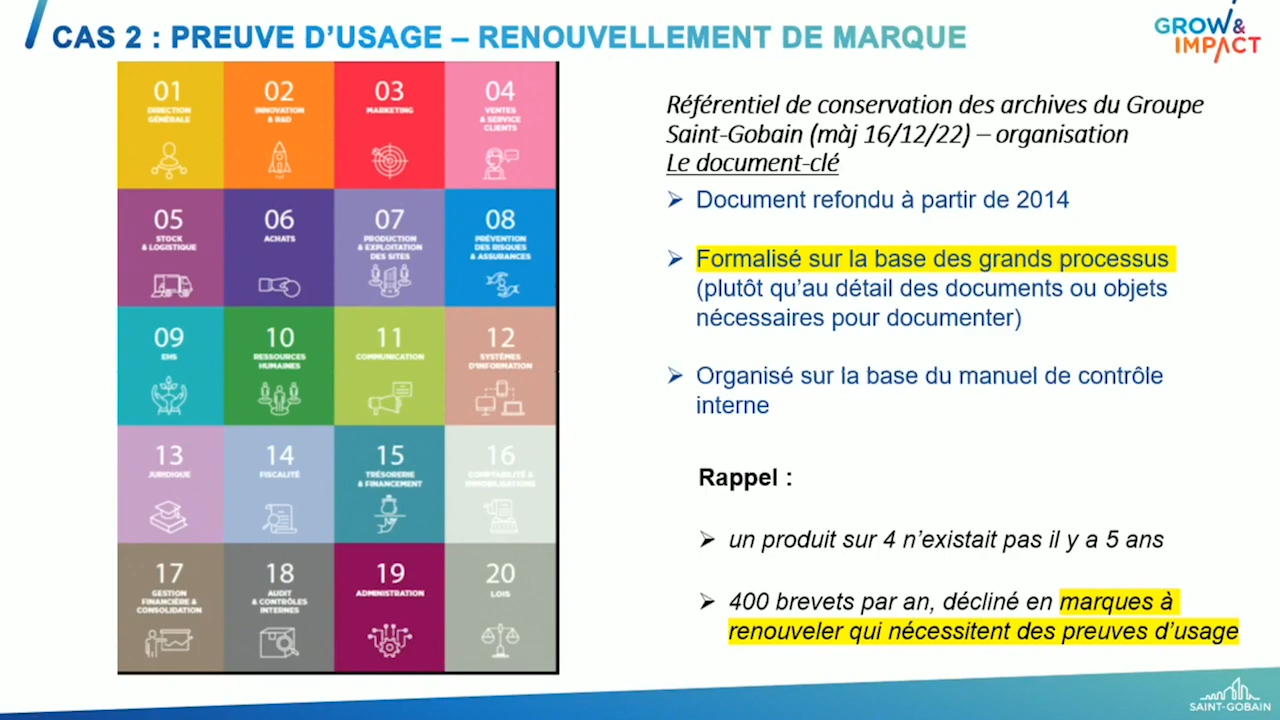 CAS 2 : PREUVE D’USAGE – RENOUVELLEMENT DE MARQUE
GROW &
IMPACT
01
DIRECTION
GÉNÉRALE
02
INNOVATION
& R&D
03
MARKETING
04
VENTES
& SERVICE
CLIENTS
05
STOCK
& LOGISTIQUE
06
ACHATS
07
PRODUCTION
& EXPLOITATION
DES SITES
08
PRÉVENTION
DES RISQUES
& ASSURANCES
09
EHS
10
RESSOURCES
HUMAINES
11
COMMUNICATION
12
SYSTÈMES
D'INFORMATION
13
JURIDIQUE
14
FISCALITÉ
15
TRÉSORERIE
& FINANCEMENT
16
COMPTABILITÉ &
IMMOBILISATIONS
17
GESTION
FINANCIÈRE &
CONSOLIDATION
18
AUDIT
& CONTRÔLES
INTERNES
19
ADMINISTRATION
20
LOIS
Référentiel de conservation des archives du Groupe
Saint-Gobain (màj 16/12/22) – organisation
Le document-clé
Document refondu à partir de 2014
Formalisé sur la base des grands processus
(plutôt qu’au détail des documents ou objets
nécessaires pour documenter)
Organisé sur la base du manuel de contrôle
interne
Rappel :
un produit sur 4 n’existait pas il y a 5 ans
400 brevets par an, décliné en marques à
renouveler qui nécessitent des preuves d’usage
SAINT-GOBAIN